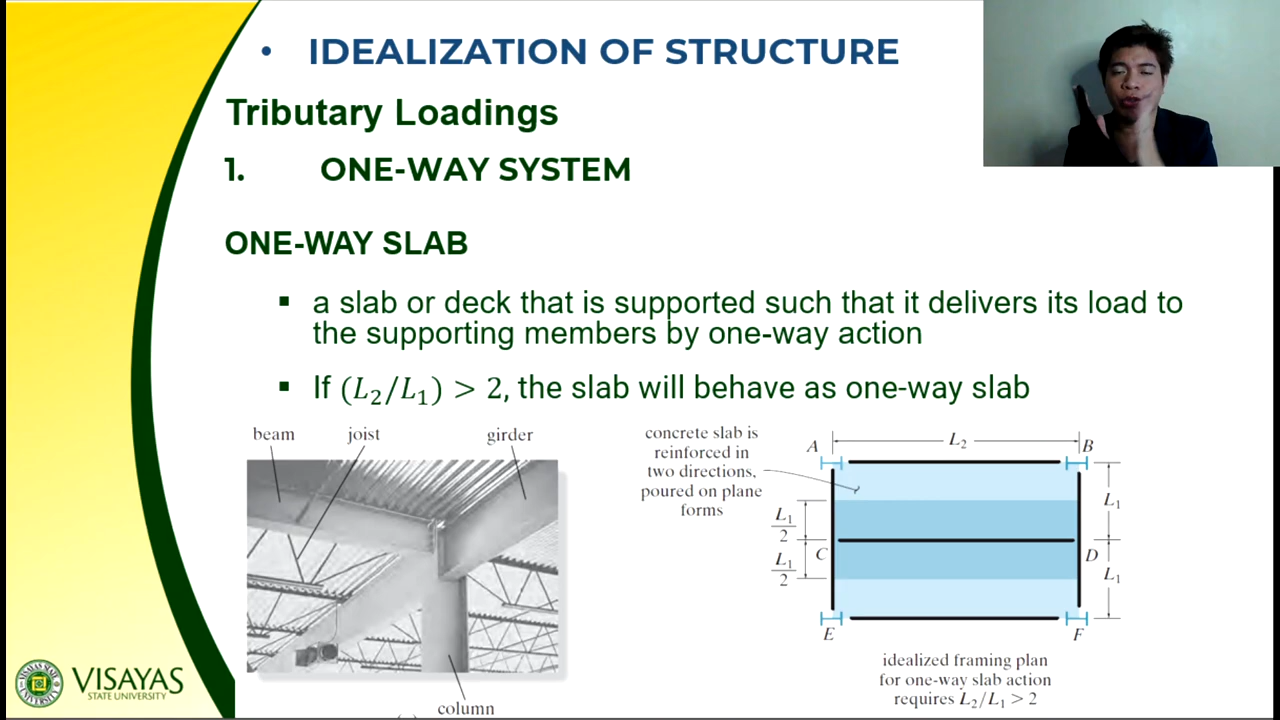 • IDEALIZATION OF STRUCTURE
Tributary Loadings
1. ONE-WAY SYSTEM
ONE-WAY SLAB
▪ a slab or deck that is supported such that it delivers its load to
the supporting members by one-way action
▪ If (L₂/L₁) > 2, the slab will behave as one-way slab
beam
joist
girder
column
concrete slab is
reinforced in
two directions,
poured on plane
forms
A
L₂
B
L₁
L₁
2
C
D
L₁
2
L₁
E
F
idealized framing plan
for one-way slab action
requires L₂/L₁ > 2
VISAYAS
STATE UNIVERSITY